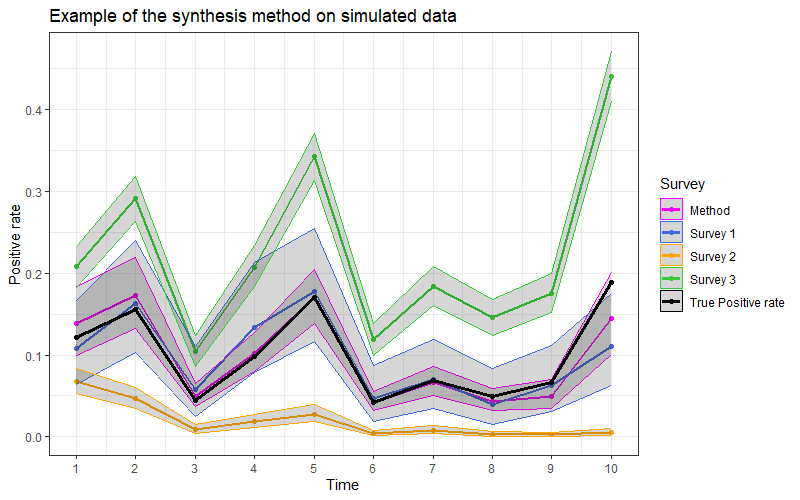 Example of the synthesis method on simulated data
Positive rate
0.4
0.3
0.2
0.1
0.0
1 2 3 4 5 6 7 8 9 10
Time
Survey
Method
Survey 1
Survey 2
Survey 3
True Positive rate